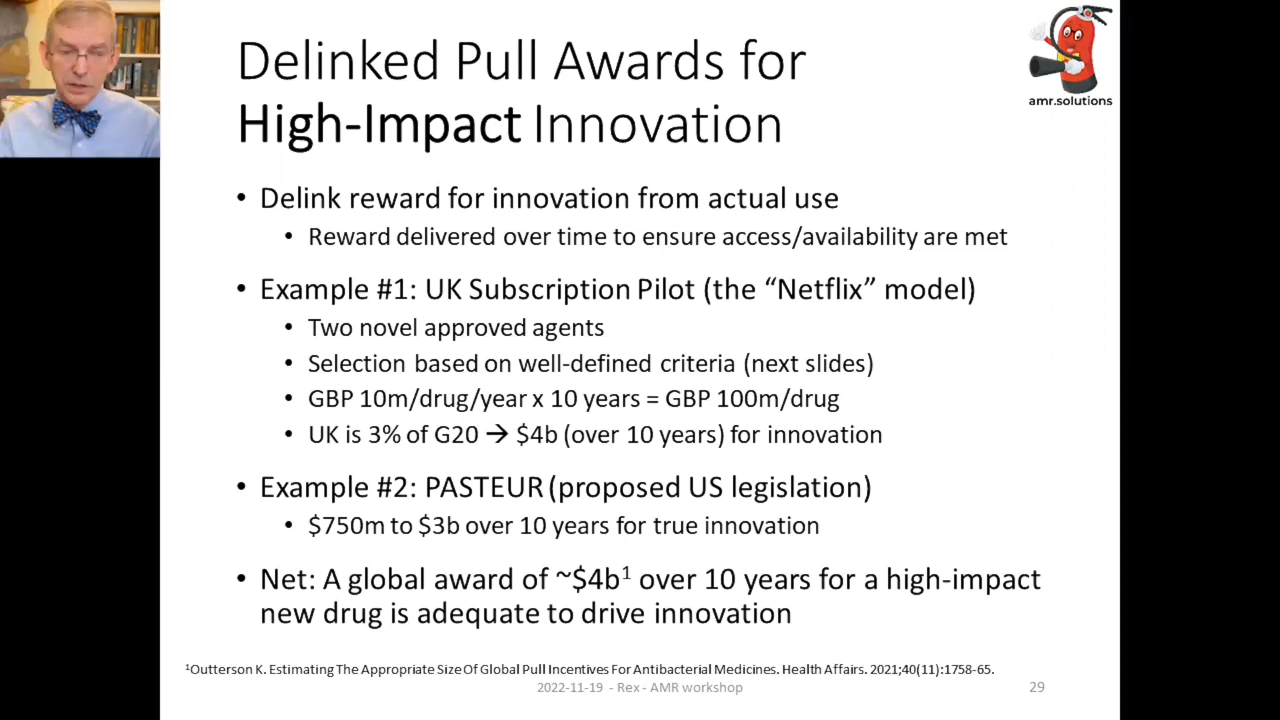 Delinked Pull Awards for
High-Impact Innovation
amr.solutions
• Delink reward for innovation from actual use
• Reward delivered over time to ensure access/availability are met
• Example #1: UK Subscription Pilot (the “Netflix” model)
• Two novel approved agents
• Selection based on well-defined criteria (next slides)
• GBP 10m/drug/year x 10 years = GBP 100m/drug
• UK is 3% of G20 → $4b (over 10 years) for innovation
• Example #2: PASTEUR (proposed US legislation)
• $750m to $3b over 10 years for true innovation
• Net: A global award of ~$4b¹ over 10 years for a high-impact
new drug is adequate to drive innovation
¹Outterson K. Estimating The Appropriate Size Of Global Pull Incentives For Antibacterial Medicines. Health Affairs. 2021;40(11):1758-65.
2022-11-19 - Rex - AMR workshop
29